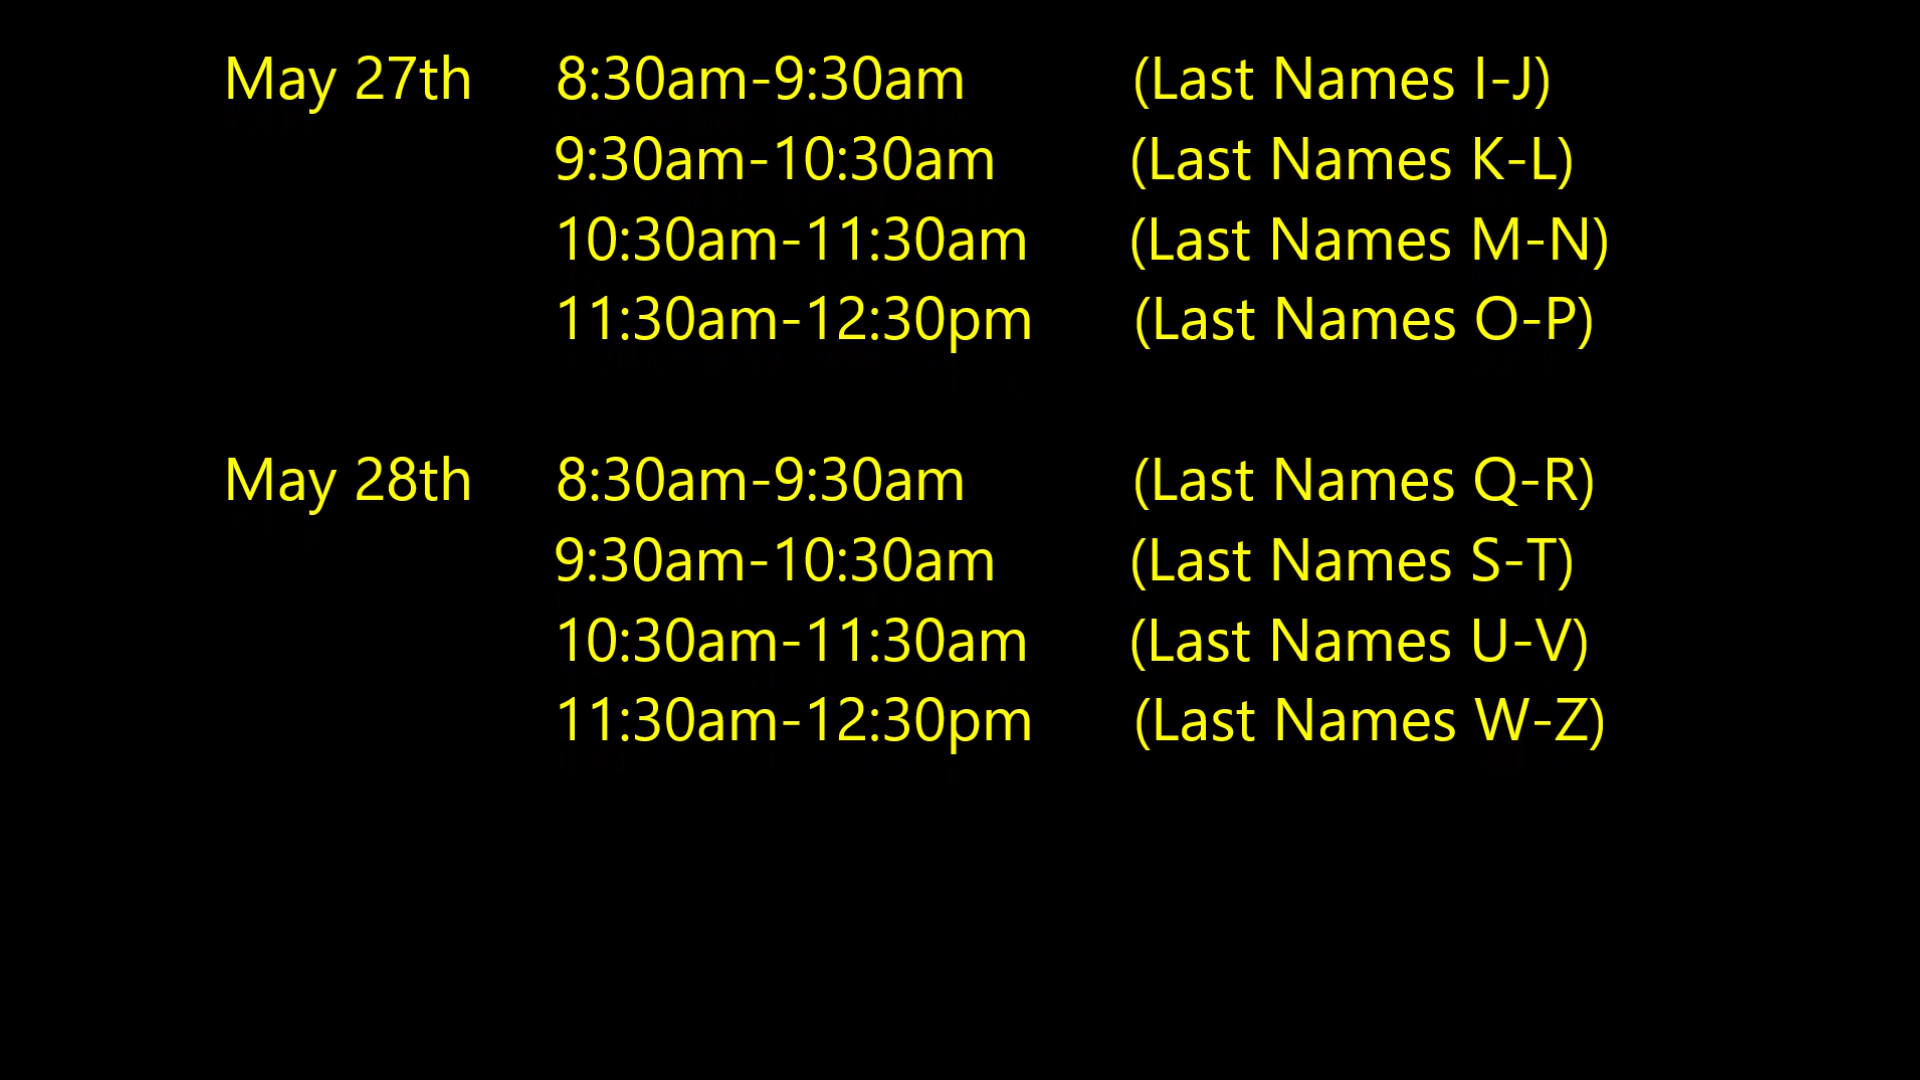 May 27th 8:30am-9:30am (Last Names I-J)
9:30am-10:30am (Last Names K-L)
10:30am-11:30am (Last Names M-N)
11:30am-12:30pm (Last Names O-P)
May 28th 8:30am-9:30am (Last Names Q-R)
9:30am-10:30am (Last Names S-T)
10:30am-11:30am (Last Names U-V)
11:30am-12:30pm (Last Names W-Z)